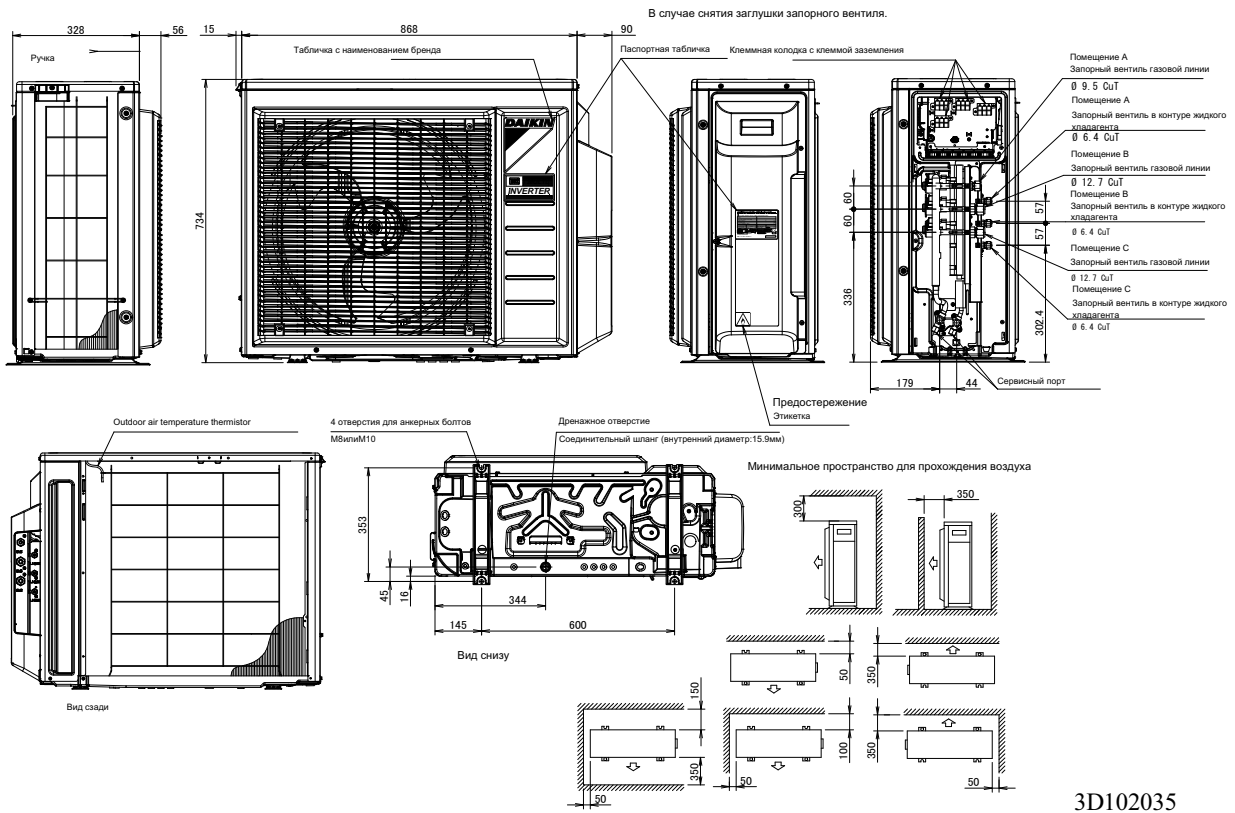 В случае снятия заглушки запорного вентиля.
328
56
15
868
90
Ручка
Табличка с наименованием бренда
Паспортная табличка
Клеммная колодка с клеммой заземления
Помещение A
Запорный вентиль газовой линии
Ø 9.5 CuT
Помещение A
Запорный вентиль в контуре жидкого
хладагента
Ø 6.4 CuT
Помещение B
Запорный вентиль газовой линии
Ø 12.7 CuT
Помещение B
Запорный вентиль в контуре жидкого
хладагента
Ø 6.4 CuT
Помещение C
Запорный вентиль газовой линии
Ø 12.7 CuT
Помещение C
Запорный вентиль в контуре жидкого
хладагента
Ø 6.4 CuT
DAIKIN
INVERTER
734
60
60
336
57
57
302.4
179
44
Сервисный порт
Предостережение
Этикетка
Outdoor air temperature thermistor
4 отверстия для анкерных болтов
M8илиM10
Дренажное отверстие
Соединительный шланг (внутренний диаметр:15.9мм)
Минимальное пространство для прохождения воздуха
353
45
16
344
145
600
Вид снизу
Вид сзади
300
350
50
350
150
350
50
100
50
350
50
3D102035